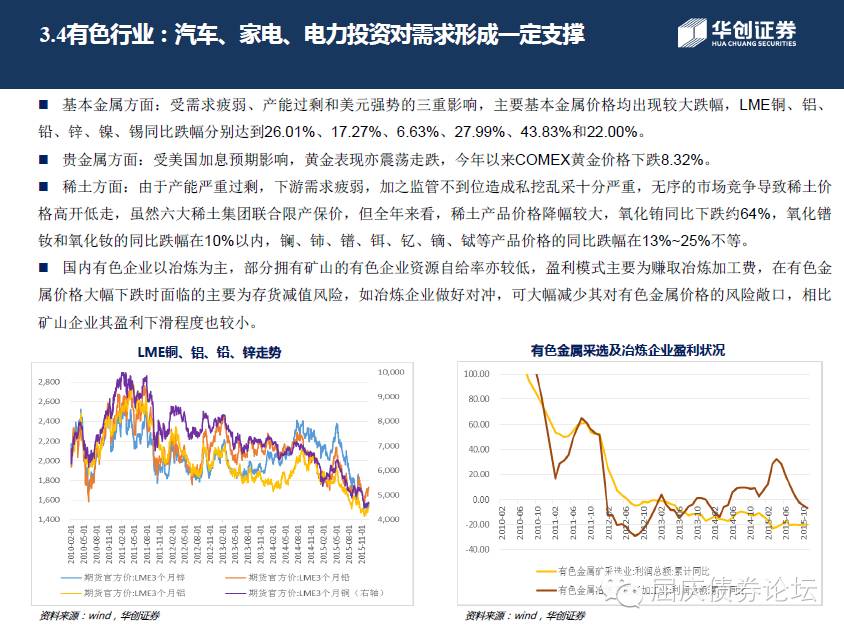 3.4有色行业：汽车、家电、电力投资对需求形成一定支撑
华创证券
HUA CHUANG SECURITIES
■ 基本金属方面：受需求疲弱、产能过剩和美元强势的三重影响，主要基本金属价格均出现较大跌幅，LME铜、铝、
铅、锌、镍、锡同比跌幅分别达到26.01%、17.27%、6.63%、27.99%、43.83%和22.00%。
■ 贵金属方面：受美国加息预期影响，黄金表现亦震荡走跌，今年以来COMEX黄金价格下跌8.32%。
■ 稀土方面：由于产能严重过剩，下游需求疲弱，加之监管不到位造成私挖乱采十分严重，无序的市场竞争导致稀土价
格高开低走，虽然六大稀土集团联合限产保价，但全年来看，稀土产品价格降幅较大，氧化铕同比下跌约64%，氧化镨
钕和氧化钕的同比跌幅在10%以内，镧、铈、镨、铒、钇、镝、铽等产品价格的同比跌幅在13%~25%不等。
■ 国内有色企业以冶炼为主，部分拥有矿山的有色企业资源自给率亦较低，盈利模式主要为赚取冶炼加工费，在有色金
属价格大幅下跌时面临的主要为存货减值风险，如冶炼企业做好对冲，可大幅减少其对有色金属价格的风险敞口，相比
矿山企业其盈利下滑程度也较小。
LME铜、铝、铅、锌走势
2,800
2,600
2,400
2,200
2,000
1,800
1,600
1,400
10,000
9,000
8,000
7,000
6,000
5,000
4,000
2010-02-01
2010-05-01
2010-08-01
2010-11-01
2011-02-01
2011-05-01
2011-08-01
2011-11-01
2012-02-01
2012-05-01
2012-08-01
2012-11-01
2013-02-01
2013-05-01
2013-08-01
2013-11-01
2014-02-01
2014-05-01
2014-08-01
2014-11-01
2015-02-01
2015-05-01
2015-08-01
2015-11-01
期货官方价:LME3个月锌
期货官方价:LME3个月铅
期货官方价:LME3个月铝
期货官方价:LME3个月铜（右轴）
资料来源：wind，华创证券
有色金属采选及冶炼企业盈利状况
100.00
80.00
60.00
40.00
20.00
0.00
-20.00
-40.00
2010-02
2010-06
2010-10
2011-02
2011-06
2011-10
2012-02
2012-06
2012-10
2013-02
2013-06
2013-10
2014-02
2014-06
2014-10
2015-02
2015-06
2015-10
有色金属矿采选业:利润总额:累计同比
有色金属冶 加工业:利润总额: 同比
屈庆债券论坛
资料来源：wind，华创证券